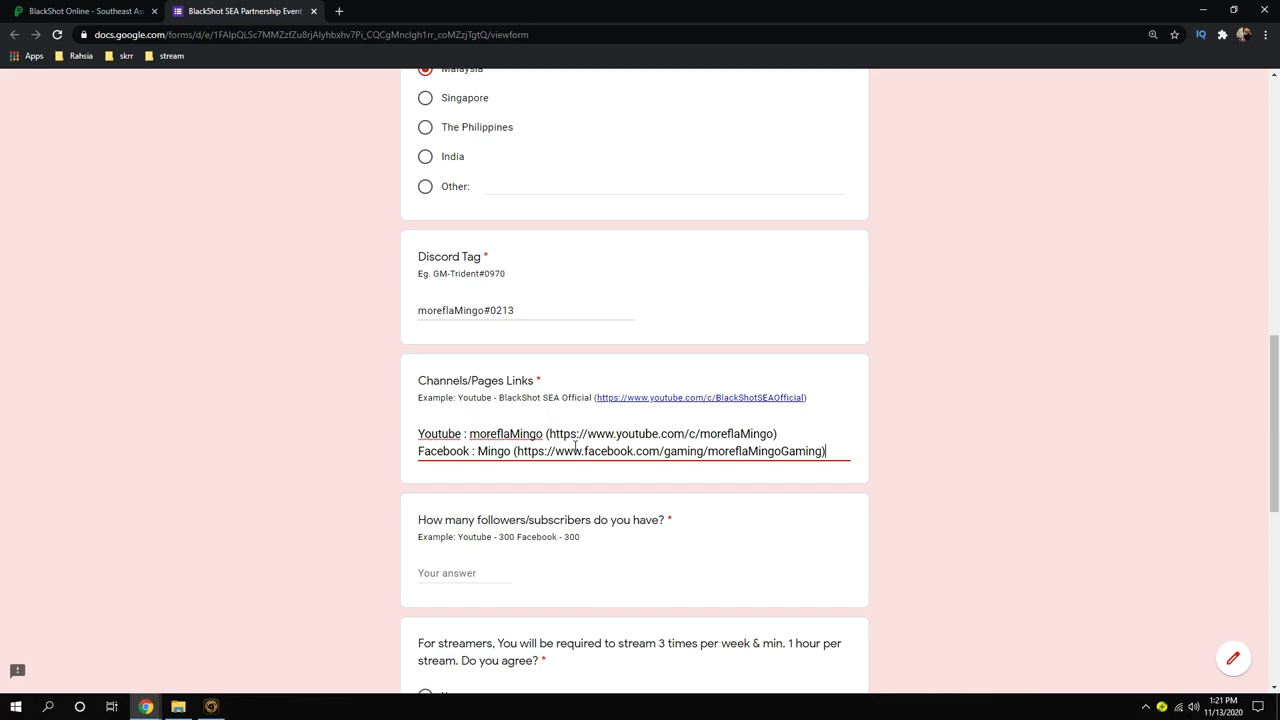 BlackShot Online - Southeast As
BlackShot SEA Partnership Event
docs.google.com/forms/d/e/1FAIpQLSc7MMZzfZu8rjAlyhbxhv7Pi_CQCgMnclgh1rr_coMZzjTgtQ/viewform
Apps
Rahsia
skrr
stream
Malaysia
Singapore
The Philippines
India
Other:
Discord Tag *
Eg. GM-Trident#0970
moreflaMingo#0213
Channels/Pages Links *
Example: Youtube - BlackShot SEA Official (https://www.youtube.com/c/BlackShotSEAOfficial)
Youtube : moreflaMingo (https://www.youtube.com/c/moreflaMingo)
Facebook : Mingo (https://www.facebook.com/gaming/moreflaMingoGaming)
How many followers/subscribers do you have? *
Example: Youtube - 300 Facebook - 300
Your answer
For streamers, You will be required to stream 3 times per week & min. 1 hour per
stream. Do you agree? *
1:21 PM
11/13/2020